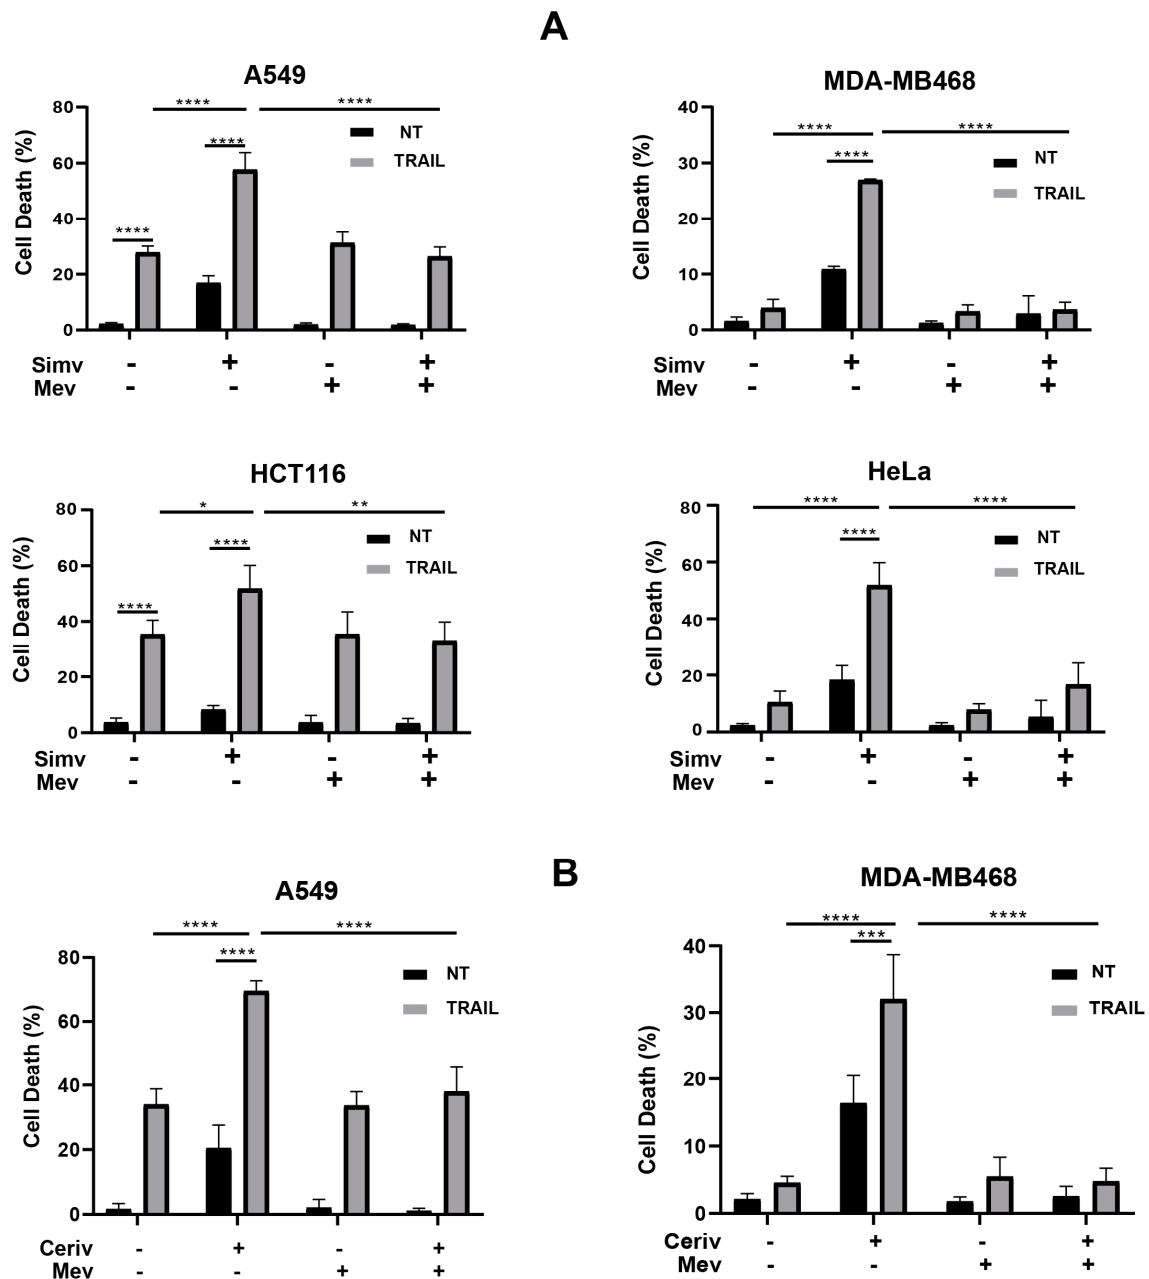 A
A549
80
60
40
20
0
Cell Death (%)
**** ****
****
****
NT
TRAIL
Simv - + - +
Mev - - + +
MDA-MB468
40
30
20
10
0
Cell Death (%)
**** ****
****
NT
TRAIL
Simv - + - +
Mev - - + +
HCT116
80
60
40
20
0
Cell Death (%)
* **
****
****
NT
TRAIL
Simv - + - +
Mev - - + +
HeLa
80
60
40
20
0
Cell Death (%)
**** ****
****
NT
TRAIL
Simv - + - +
Mev - - + +
B
A549
80
60
40
20
0
Cell Death (%)
**** ****
****
NT
TRAIL
Ceriv - + - +
Mev - - + +
MDA-MB468
40
30
20
10
0
Cell Death (%)
**** ****
***
NT
TRAIL
Ceriv - + - +
Mev - - + +